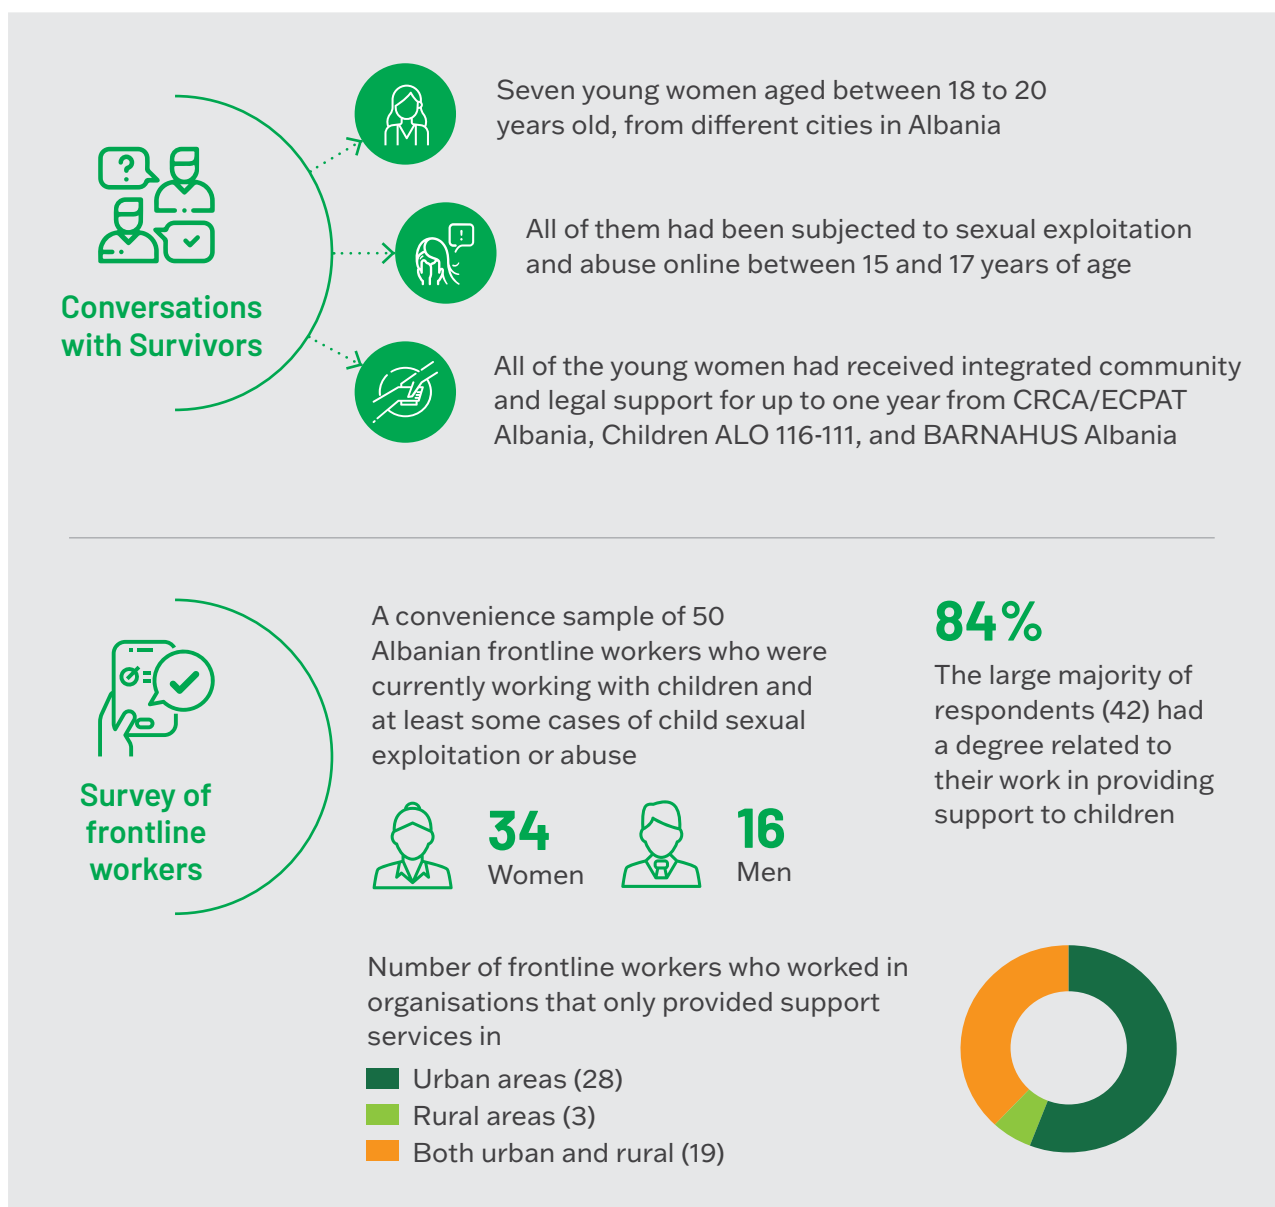 Conversations
with Survivors
Seven young women aged between 18 to 20
years old, from different cities in Albania
All of them had been subjected to sexual exploitation
and abuse online between 15 and 17 years of age
All of the young women had received integrated community
and legal support for up to one year from CRCA/ECPAT
Albania, Children ALO 116-111, and BARNAHUS Albania
Survey of
frontline
workers
A convenience sample of 50
Albanian frontline workers who were
currently working with children and
at least some cases of child sexual
exploitation or abuse
34
Women
16
Men
84%
The large majority of
respondents (42) had
a degree related to
their work in providing
support to children
Number of frontline workers who worked in
organisations that only provided support
services in
Urban areas (28)
Rural areas (3)
Both urban and rural (19)